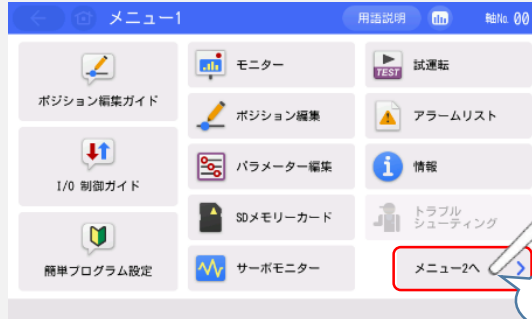 メニュー1
用語説明
軸No. 00
ポジション編集ガイド
I/O 制御ガイド
簡単プログラム設定
モニター
ポジション編集
パラメーター編集
SDメモリーカード
サーボモニター
TEST
試運転
アラームリスト
情報
トラブル
シューティング
メニュー2へ